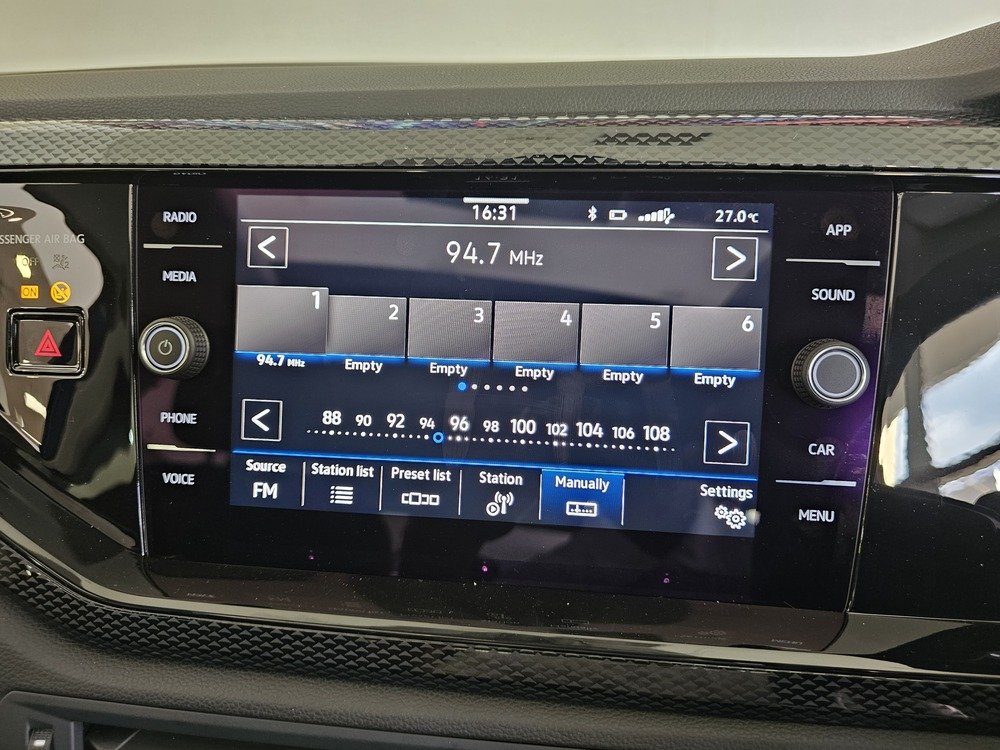 RADIO
MEDIA
PHONE
VOICE
SSENGER AIR BAG
OFF
ON
16:31
27.0°C
94.7 MHz
1 2 3 4 5 6
94.7 MHz Empty Empty Empty Empty Empty
88 90 92 94 96 98 100 102 104 106 108
Source Station list Preset list Station Manually Settings
FM
APP
SOUND
CAR
MENU